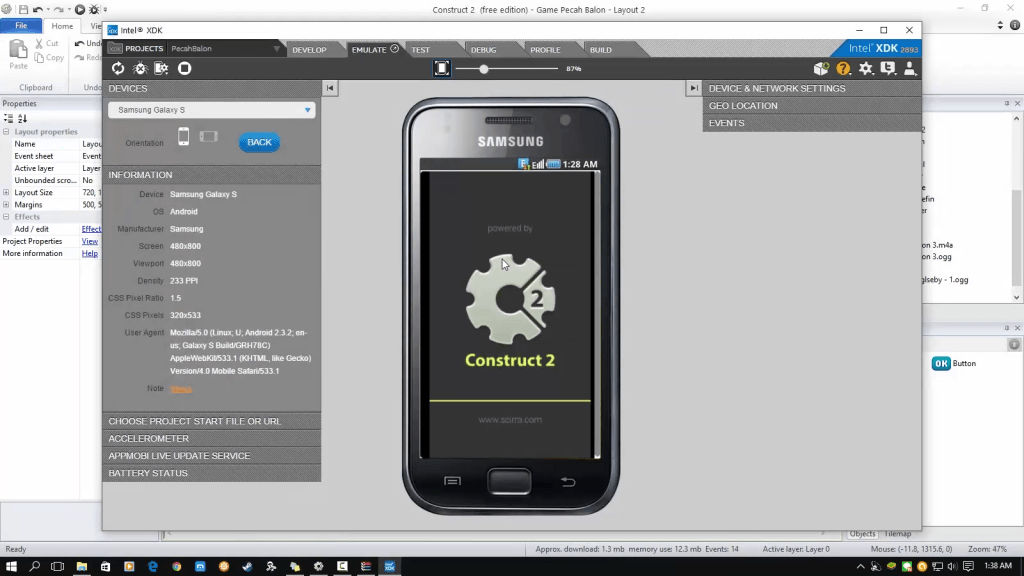 Construct 2 (free edition) - Game Pecah Balon - Layout 2
File
Home
Paste
Cut
Copy
Clipboard
Undo
Properties
Layout properties
Name
Event sheet
Event
Active layer
Layer
Unbounded scro...
No
Layout Size
720, 1
Margins
500, 5
Effects
Add / edit
Effect
Project Properties
View
More information
Help
Intel® XDK
PROJECTS
PecahBalon
DEVELOP
EMULATE
TEST
DEBUG
PROFILE
BUILD
Intel XDK 2893
87%
DEVICES
Samsung Galaxy S
Orientation
BACK
INFORMATION
Device Samsung Galaxy S
OS Android
Manufacturer Samsung
Screen 480x800
Viewport 480x800
Density 233 PPI
CSS Pixel Ratio 1.5
CSS Pixels 320x533
User Agent Mozilla/5.0 (Linux; U; Android 2.3.2; en-
us; Galaxy S Build/GRH78C)
AppleWebKit/533.1 (KHTML, like Gecko)
Version/4.0 Mobile Safari/533.1
Note
CHOOSE PROJECT START FILE OR URL
ACCELEROMETER
APPMOBI LIVE UPDATE SERVICE
BATTERY STATUS
SAMSUNG
1:28 AM
powered by
2
Construct 2
www.scirra.com
DEVICE & NETWORK SETTINGS
GEO LOCATION
EVENTS
on 3.m4a
on 3.ogg
glseby - 1.ogg
OK Button
Objects
Tilemap
Ready
Approx. download: 1.3 mb memory use: 12.3 mb Events: 14
Active layer: Layer 0
Mouse: (-11.8, 1315.6, 0)
Zoom: 47%
1:38 AM